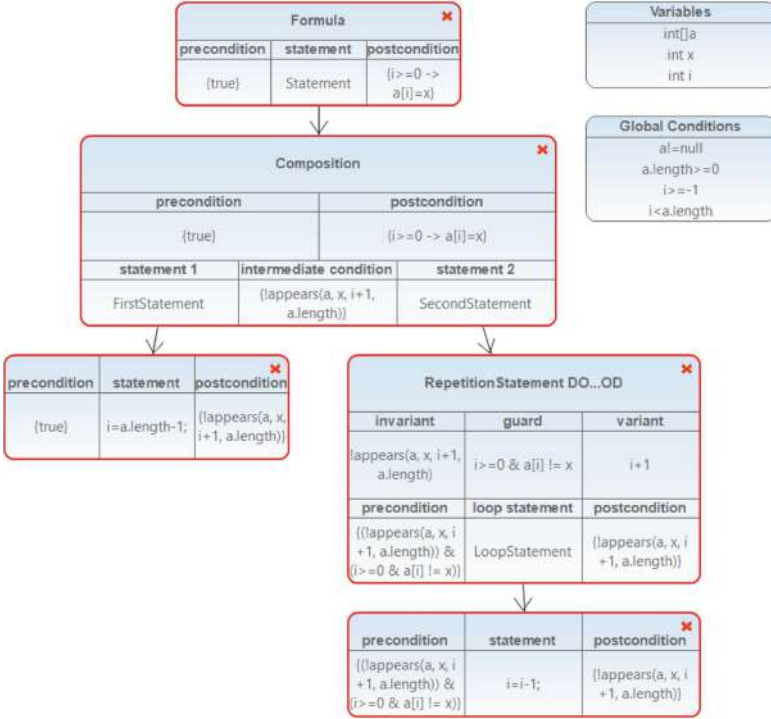 Formula
precondition statement postcondition
{true} Statement {i>=0 ->
a[i]=x}
Variables
int[]a
int x
int i
Global Conditions
a!=null
a.length>=0
i>=-1
i<a.length
Composition
precondition postcondition
{true} {i>=0 -> a[i]=x}
statement 1 intermediate condition statement 2
FirstStatement {!appears(a, x, i+1,
a.length)} SecondStatement
precondition statement postcondition
{true} i=a.length-1; {!appears(a, x,
i+1, a.length)}
RepetitionStatement DO...OD
invariant guard variant
!appears(a, x, i+1,
a.length) i>=0 & a[i] != x i+1
precondition loop statement postcondition
{(!appears(a, x, i
+1, a.length)) &
(i>=0 & a[i] != x)} LoopStatement {!appears(a, x, i
+1, a.length)}
precondition statement postcondition
{(!appears(a, x, i
+1, a.length)) &
(i>=0 & a[i] != x)} i=i-1; {!appears(a, x, i
+1, a.length)}